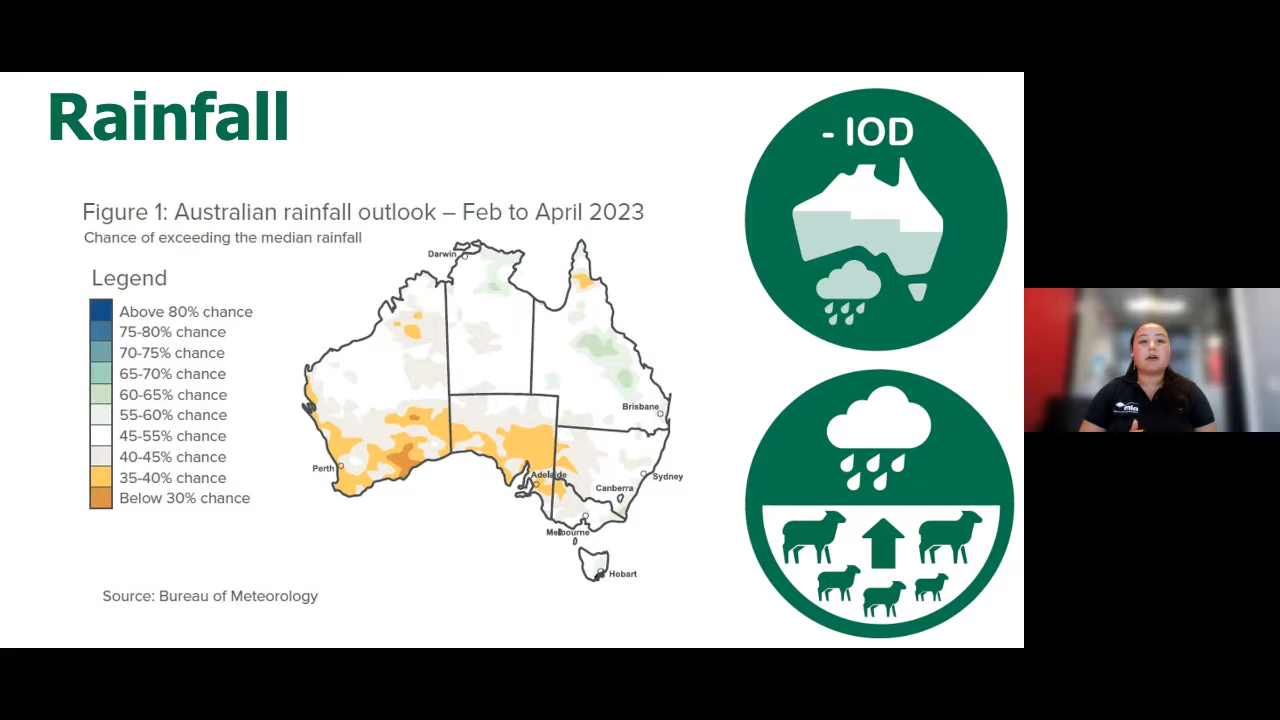 Rainfall
Figure 1: Australian rainfall outlook – Feb to April 2023
Chance of exceeding the median rainfall
Legend
Above 80% chance
75-80% chance
70-75% chance
65-70% chance
60-65% chance
55-60% chance
45-55% chance
40-45% chance
35-40% chance
Below 30% chance
Darwin
Brisbane
Perth
Adelaide
Sydney
Canberra
Melbourne
Hobart
Source: Bureau of Meteorology
- IOD
mla